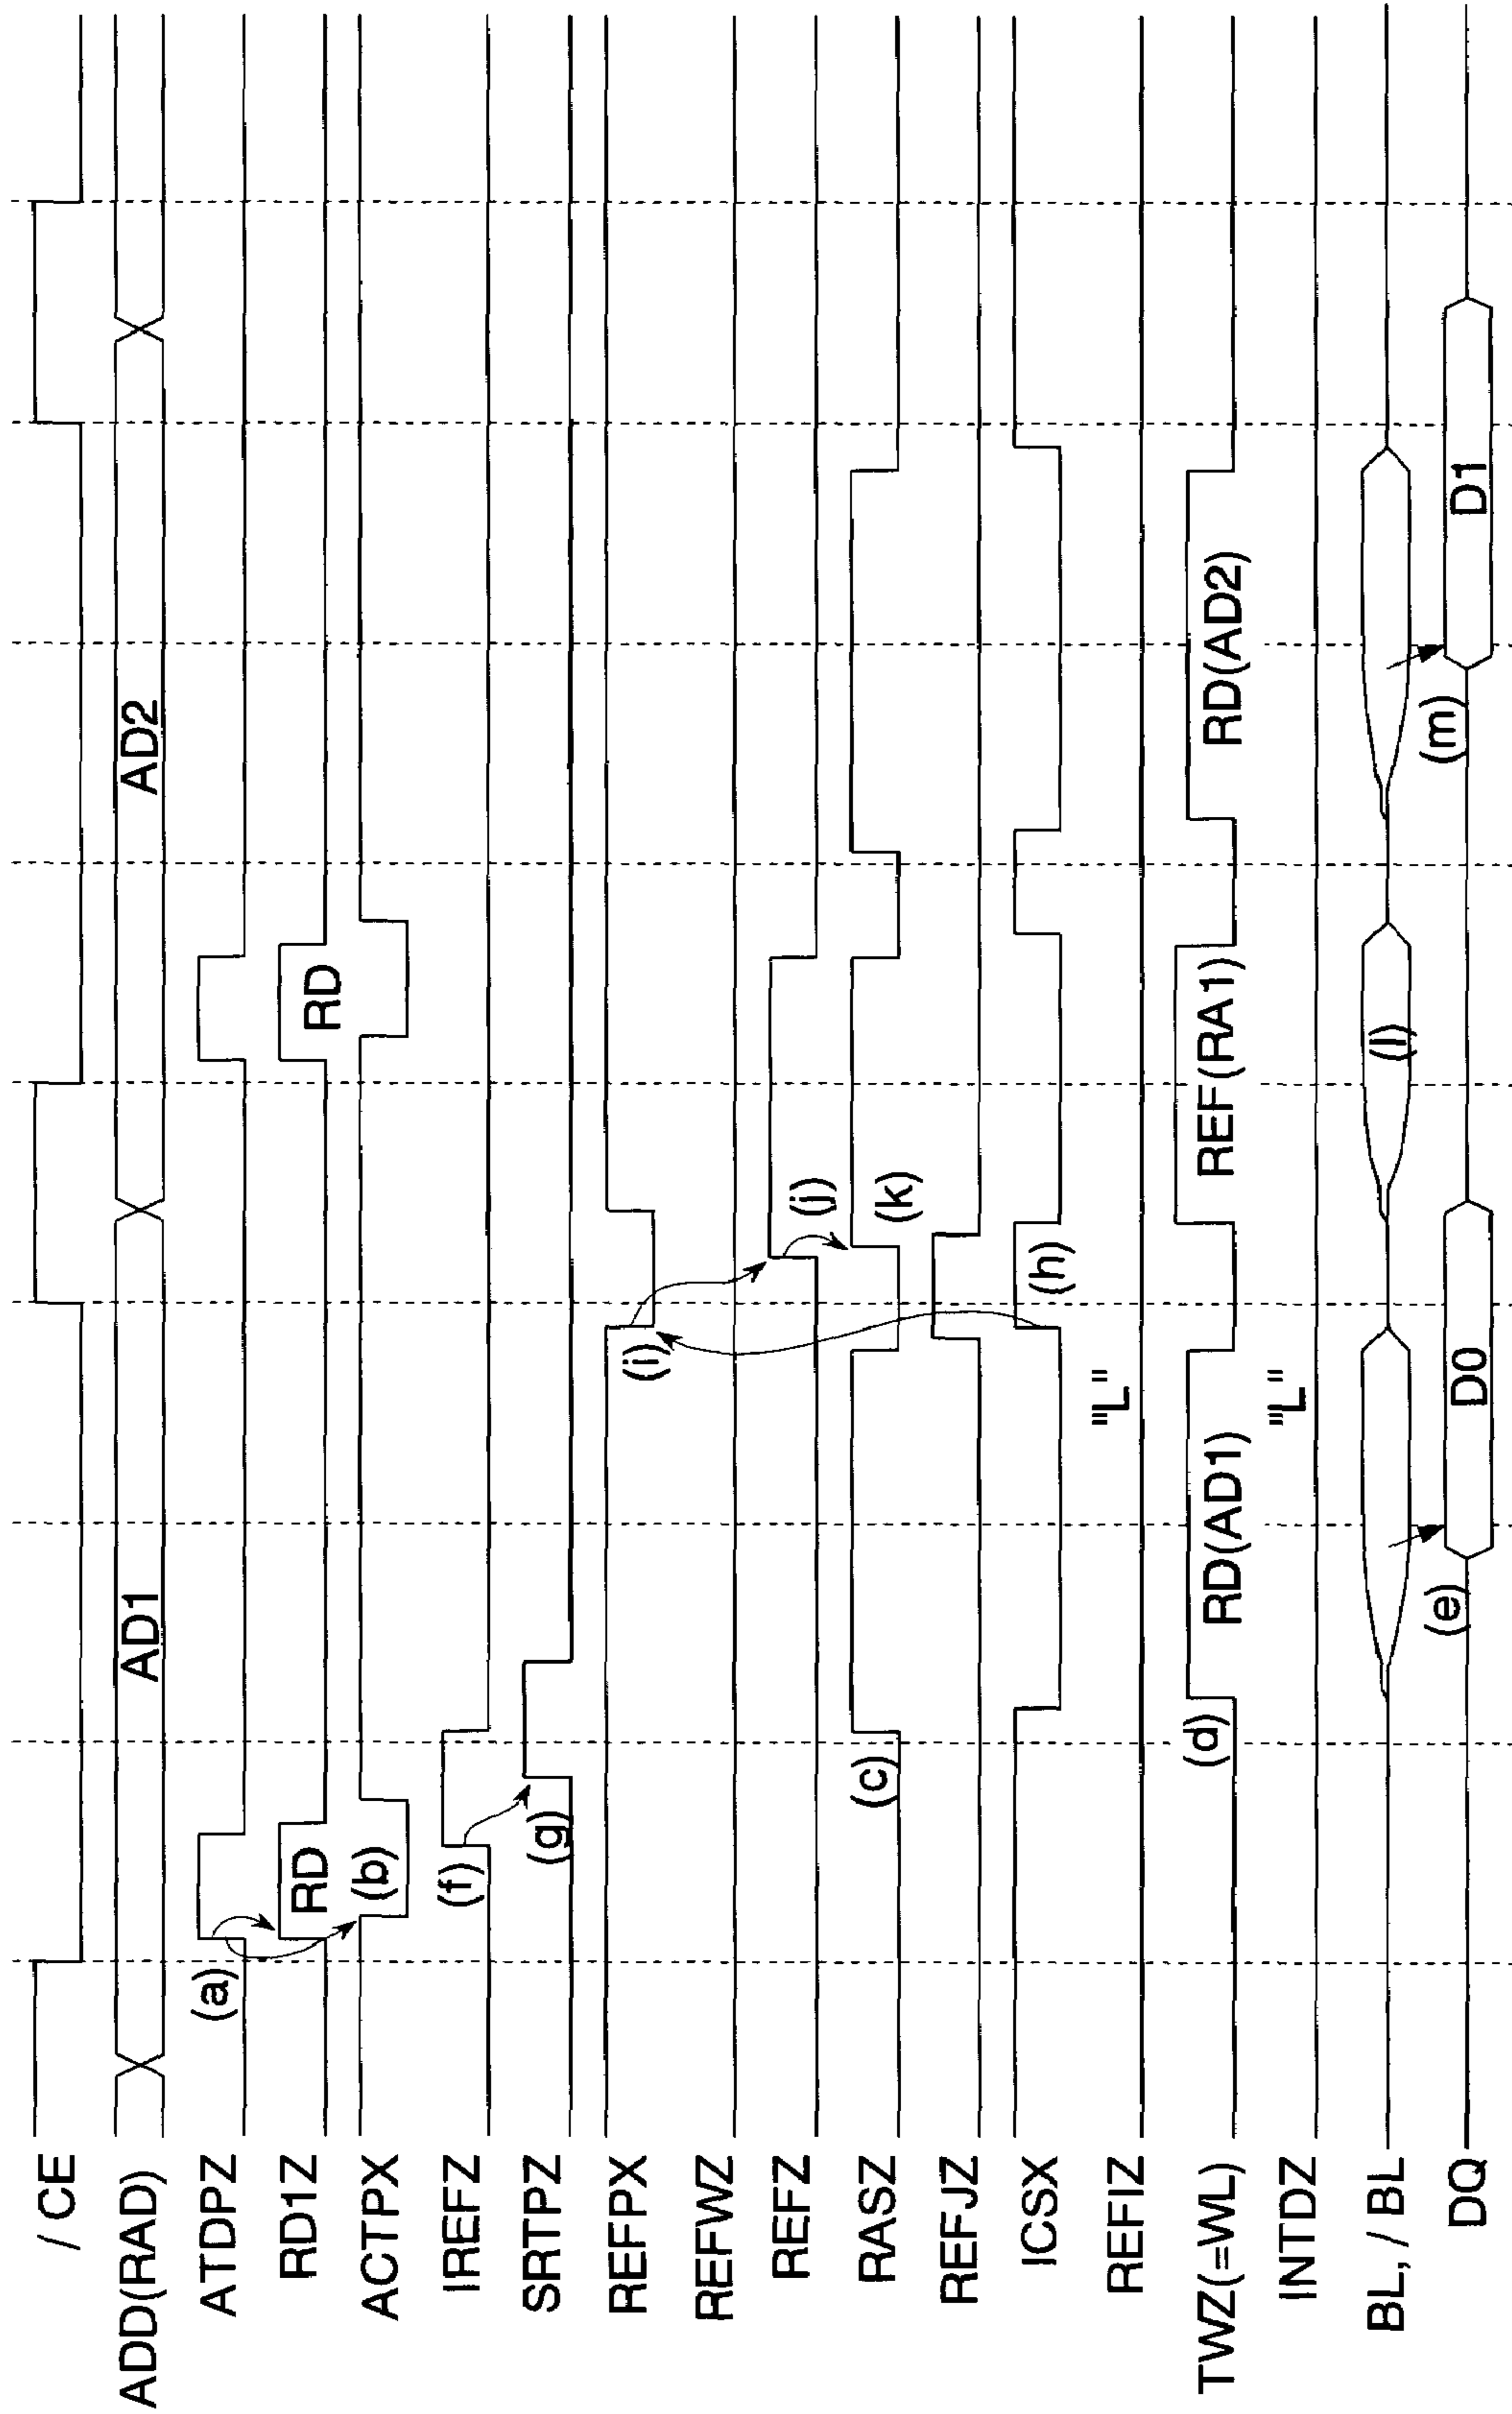 / CE
ADD(RAD) AD1 AD2
ATDPZ (a)
RD1Z RD RD
ACTPX (b)
IREFZ (f)
SRTPZ (g)
REFPX (i)
REFWZ
REFZ (j)
RASZ (c) (k)
REFJZ
ICSX (h)
REFIZ "L"
TWZ(=WL) (d) RD(AD1) REF(RA1) RD(AD2)
INTDZ "L"
BL, / BL (l)
DQ (e) D0 (m) D1